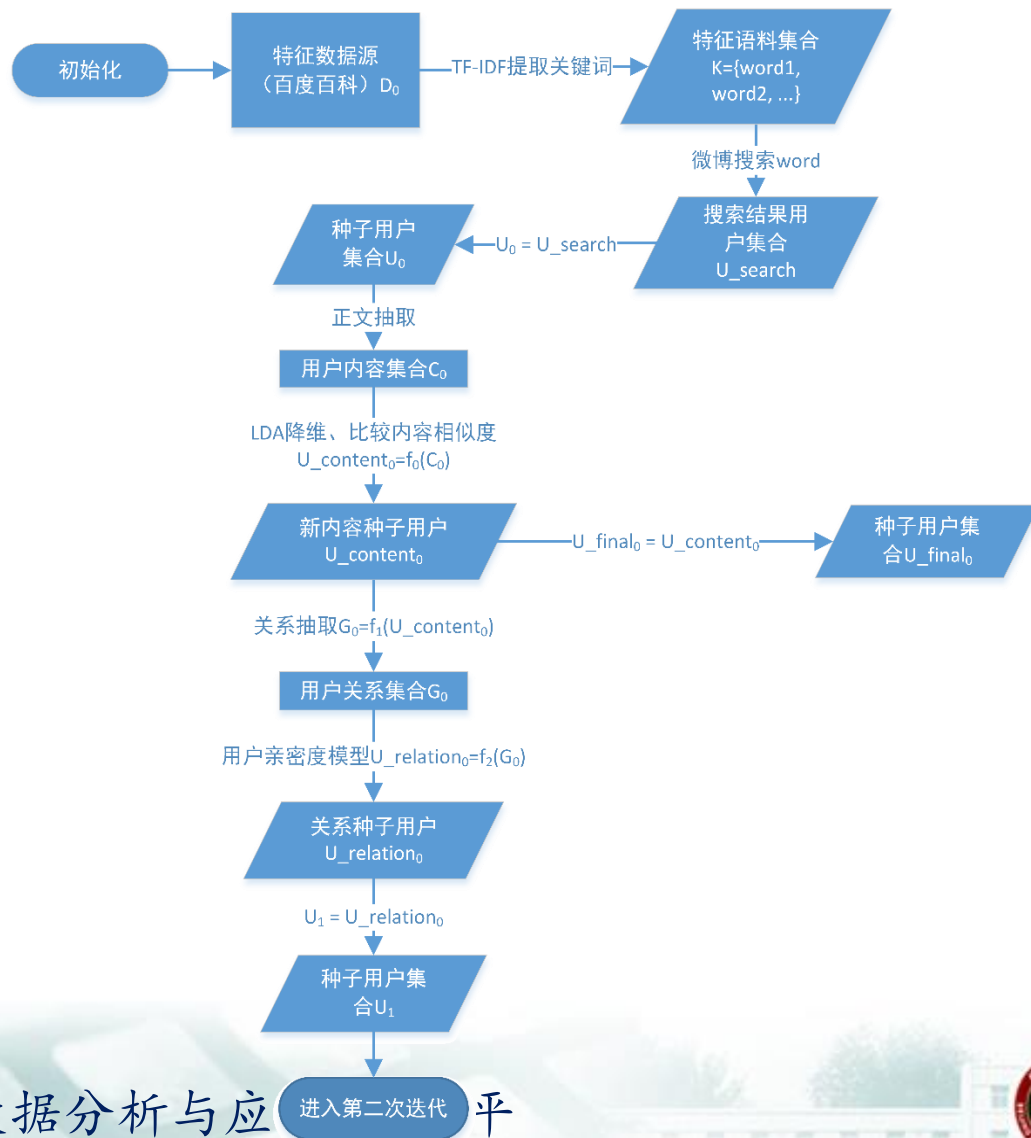 初始化
特征数据源
（百度百科）D₀
TF-IDF提取关键词
特征语料集合
K={word1,
word2, ...}
微博搜索word
搜索结果用
户集合
U_search
U₀ = U_search
种子用户
集合U₀
正文抽取
用户内容集合C₀
LDA降维、比较内容相似度
U_content₀=f₀(C₀)
新内容种子用户
U_content₀
U_final₀ = U_content₀
种子用户集
合U_final₀
关系抽取G₀=f₁(U_content₀)
用户关系集合G₀
用户亲密度模型U_relation₀=f₂(G₀)
关系种子用户
U_relation₀
U₁ = U_relation₀
种子用户集
合U₁
进入第二次迭代
据分析与应 平